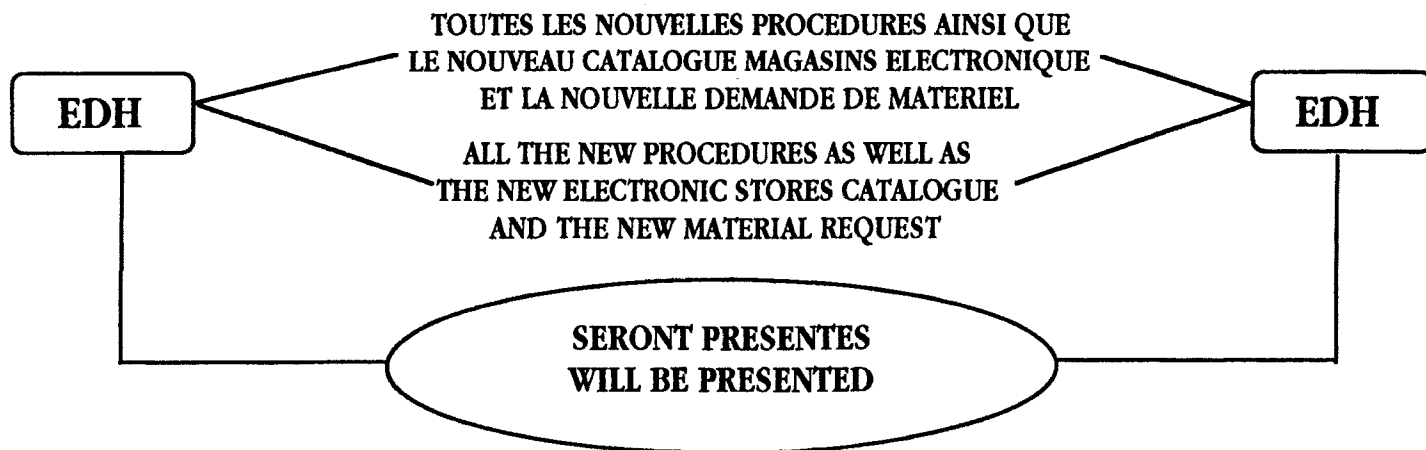 TOUTES LES NOUVELLES PROCEDURES AINSI QUE
LE NOUVEAU CATALOGUE MAGASINS ELECTRONIQUE
ET LA NOUVELLE DEMANDE DE MATERIEL
EDH
EDH
ALL THE NEW PROCEDURES AS WELL AS
THE NEW ELECTRONIC STORES CATALOGUE
AND THE NEW MATERIAL REQUEST
SERONT PRESENTES
WILL BE PRESENTED